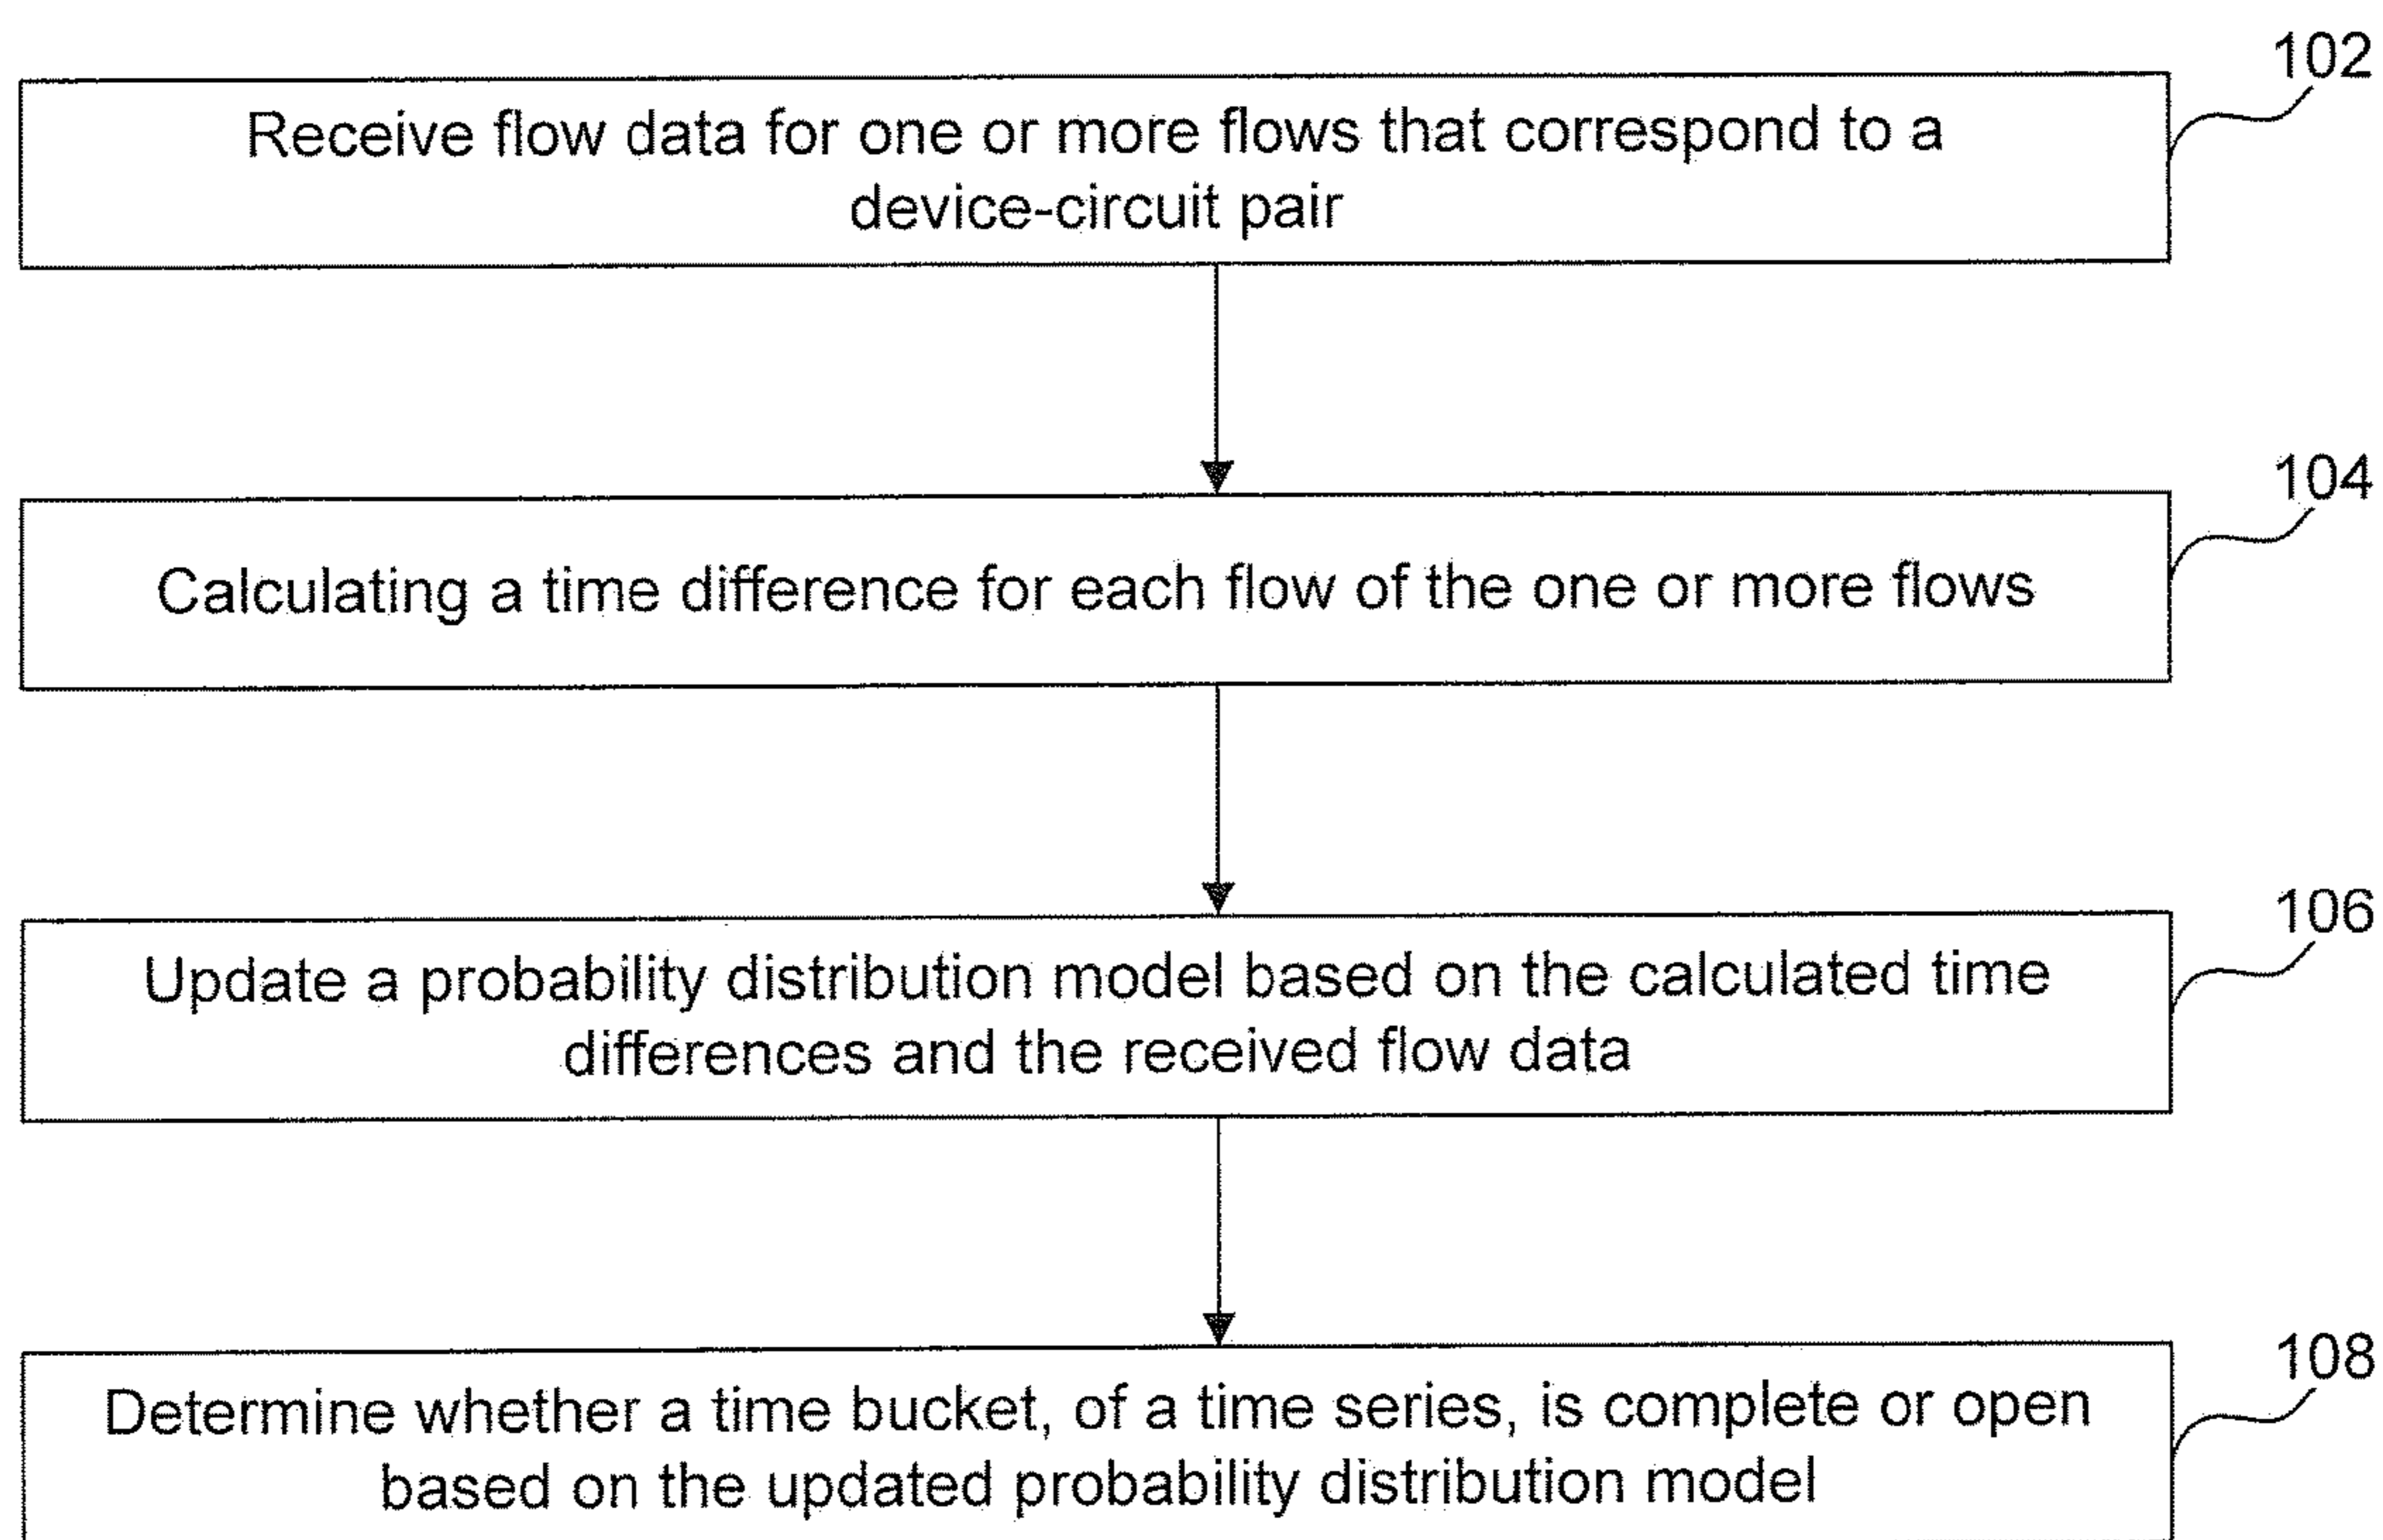 102
Receive flow data for one or more flows that correspond to a
device-circuit pair
104
Calculating a time difference for each flow of the one or more flows
106
Update a probability distribution model based on the calculated time
differences and the received flow data
108
Determine whether a time bucket, of a time series, is complete or open
based on the updated probability distribution model